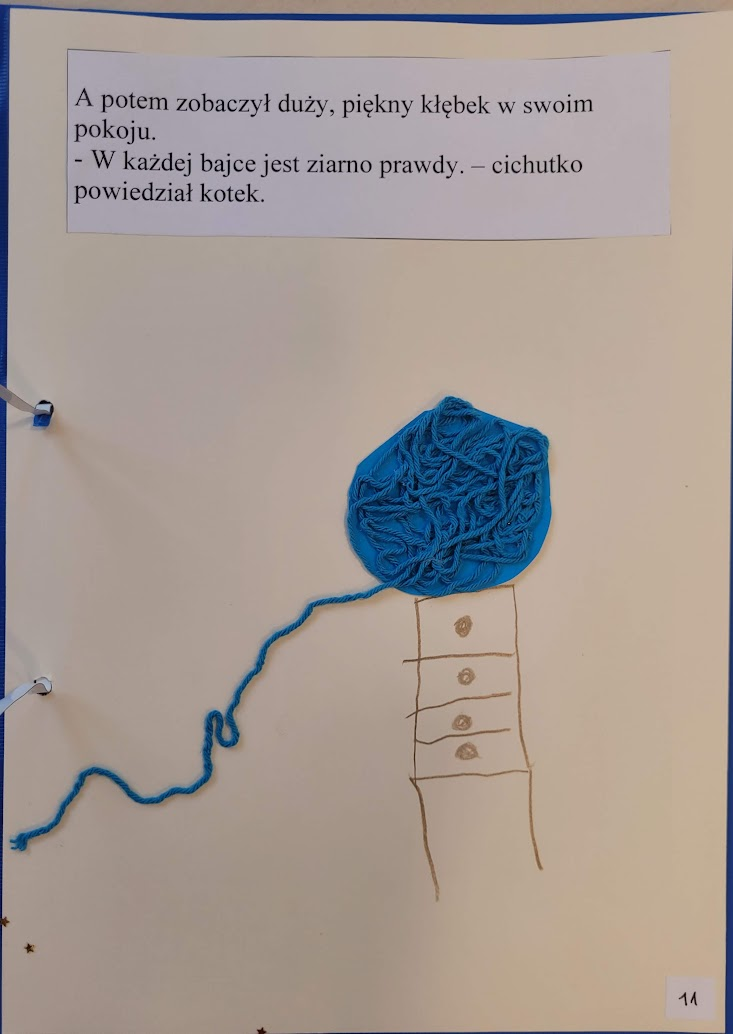 A potem zobaczył duży, piękny kłębek w swoim
pokoju.
- W każdej bajce jest ziarno prawdy. – cichutko
powiedział kotek.
11